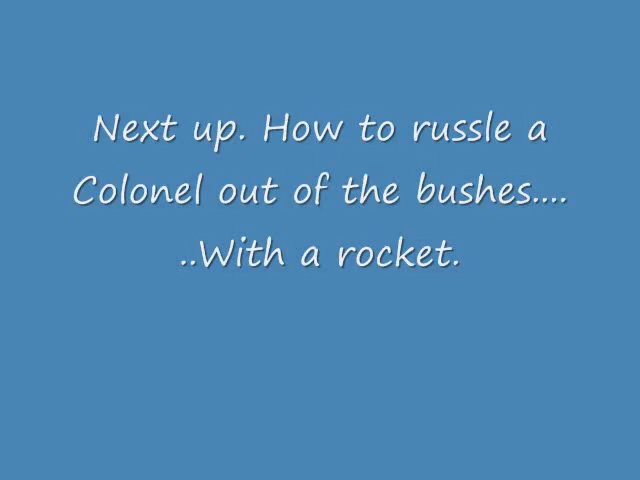 Next up. How to russle a
Colonel out of the bushes....
..With a rocket.